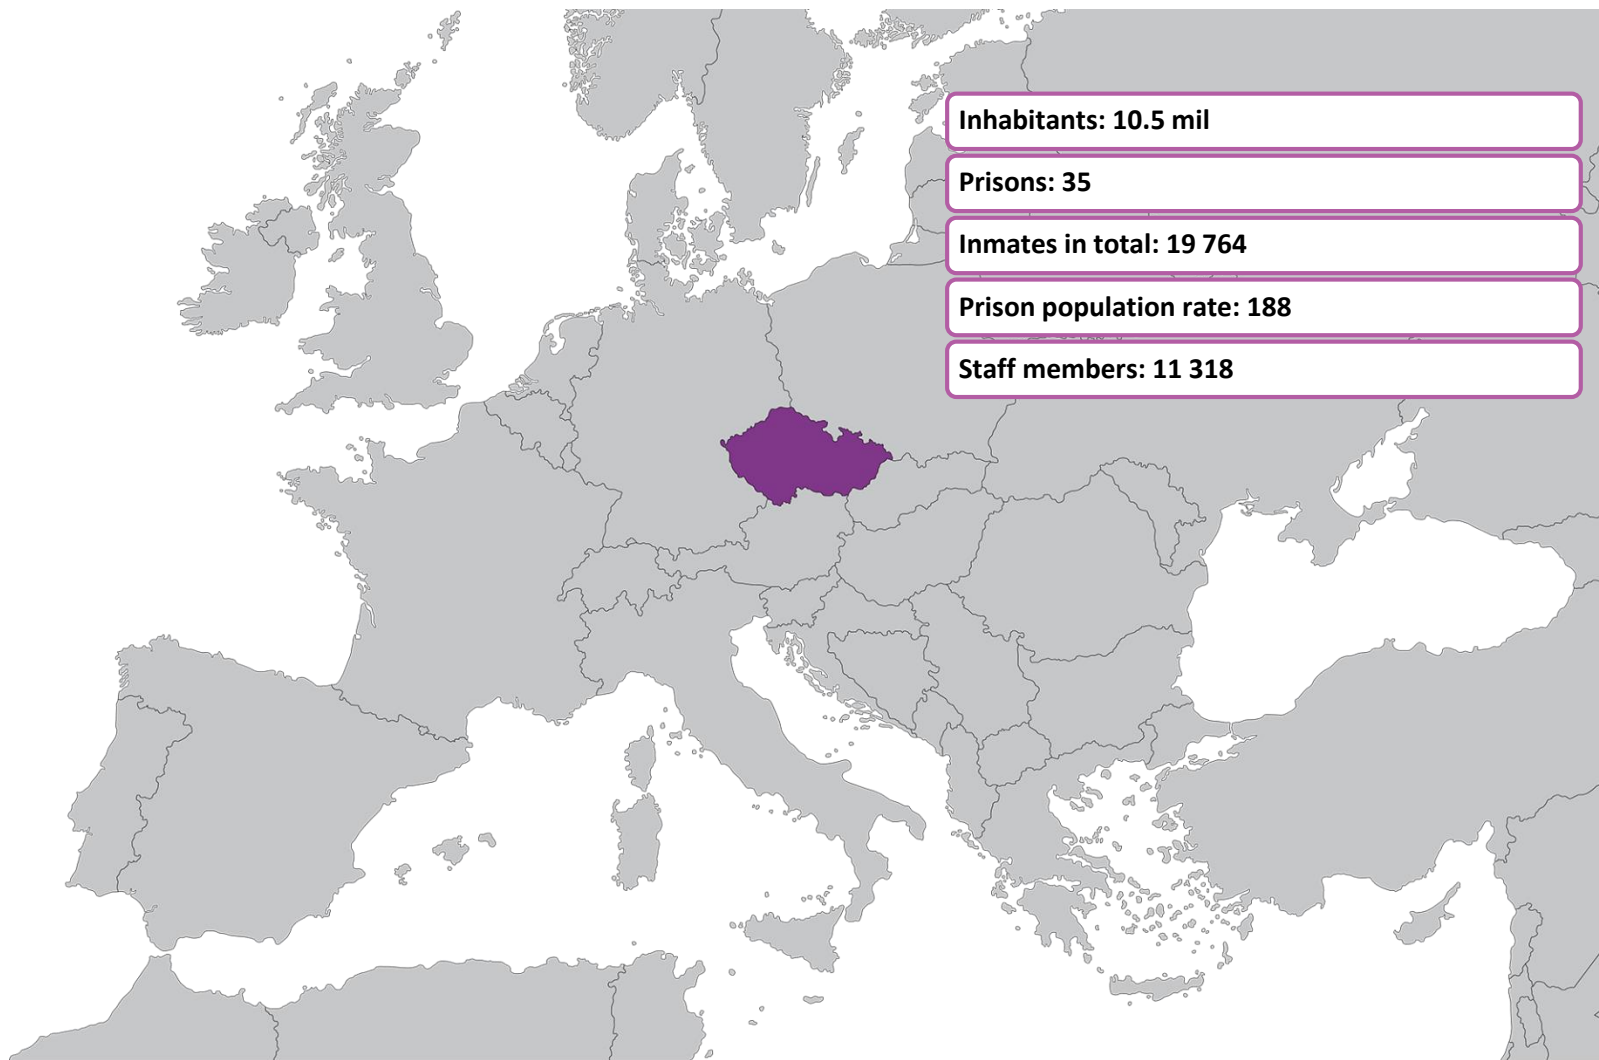 Inhabitants: 10.5 mil
Prisons: 35
Inmates in total: 19 764
Prison population rate: 188
Staff members: 11 318